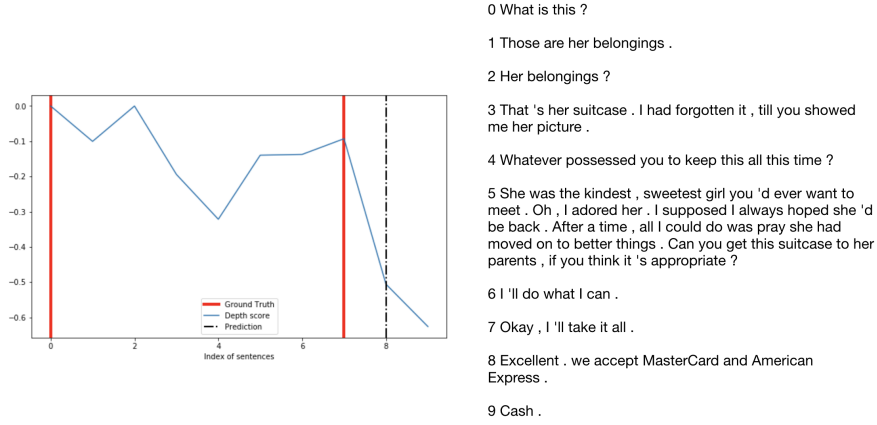 0.0
−0.1
−0.2
−0.3
−0.4
−0.5
−0.6
0 2 4 6 8
Index of sentences
Ground Truth
Depth score
Prediction
0 What is this ?
1 Those are her belongings .
2 Her belongings ?
3 That 's her suitcase . I had forgotten it , till you showed
me her picture .
4 Whatever possessed you to keep this all this time ?
5 She was the kindest , sweetest girl you 'd ever want to
meet . Oh , I adored her . I supposed I always hoped she 'd
be back . After a time , all I could do was pray she had
moved on to better things . Can you get this suitcase to her
parents , if you think it 's appropriate ?
6 I 'll do what I can .
7 Okay , I 'll take it all .
8 Excellent . we accept MasterCard and American
Express .
9 Cash .